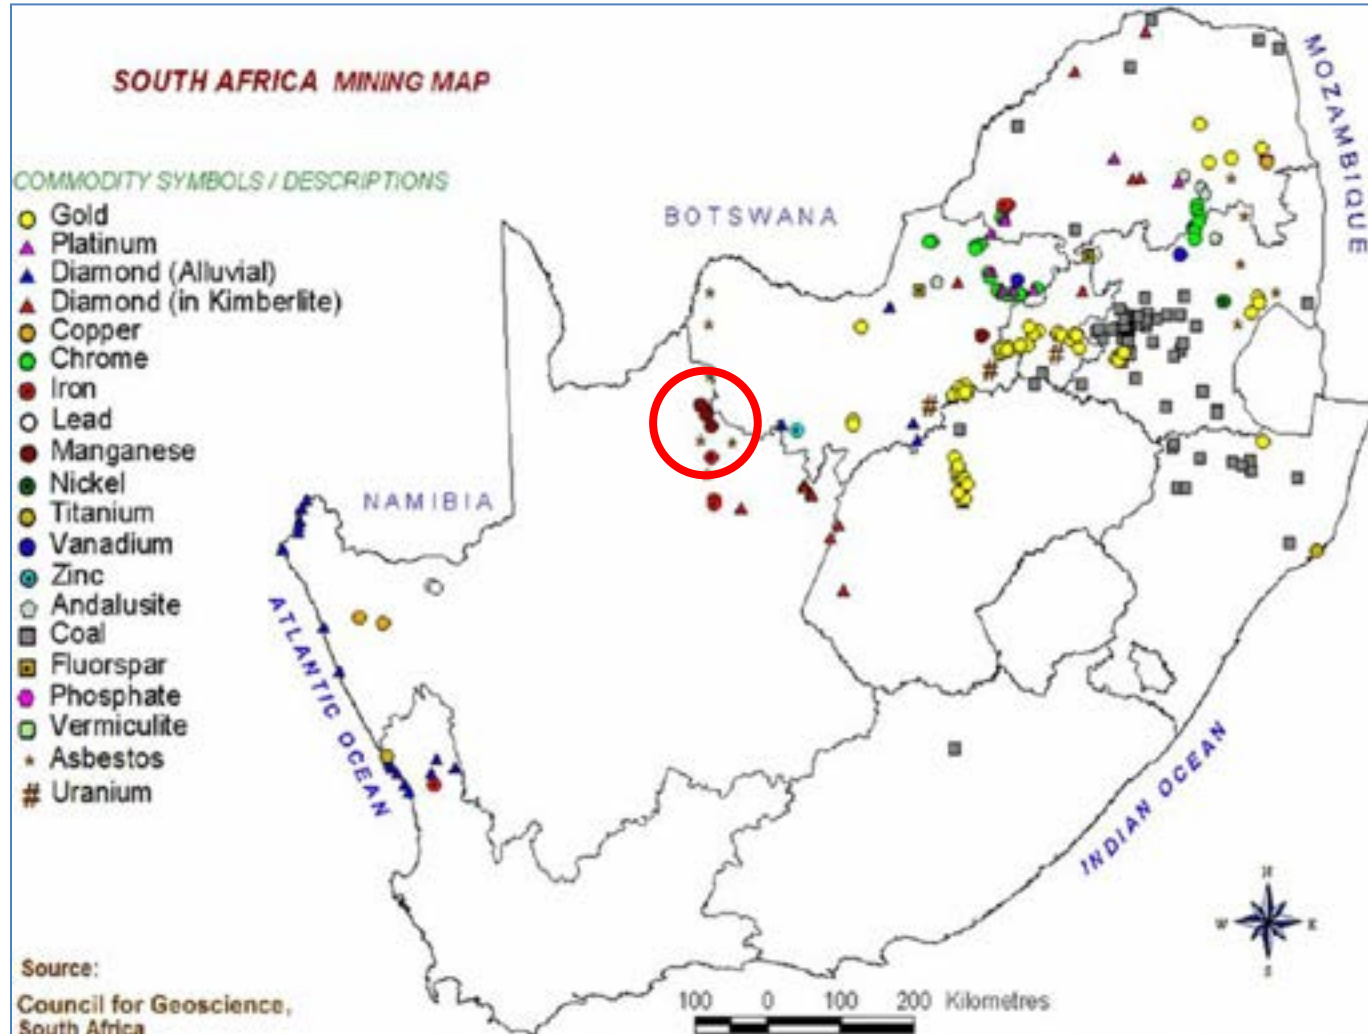 SOUTH AFRICA MINING MAP
COMMODITY SYMBOLS / DESCRIPTIONS
Gold
Platinum
Diamond (Alluvial)
Diamond (in Kimberlite)
Copper
Chrome
Iron
Lead
Manganese
Nickel
Titanium
Vanadium
Zinc
Andalusite
Coal
Fluorspar
Phosphate
Vermiculite
Asbestos
# Uranium
BOTSWANA
MOZAMBIQUE
NAMIBIA
ATLANTIC OCEAN
INDIAN OCEAN
N
W E
S
Source:
Council for Geoscience,
South Africa
100 0 100 200 Kilometres